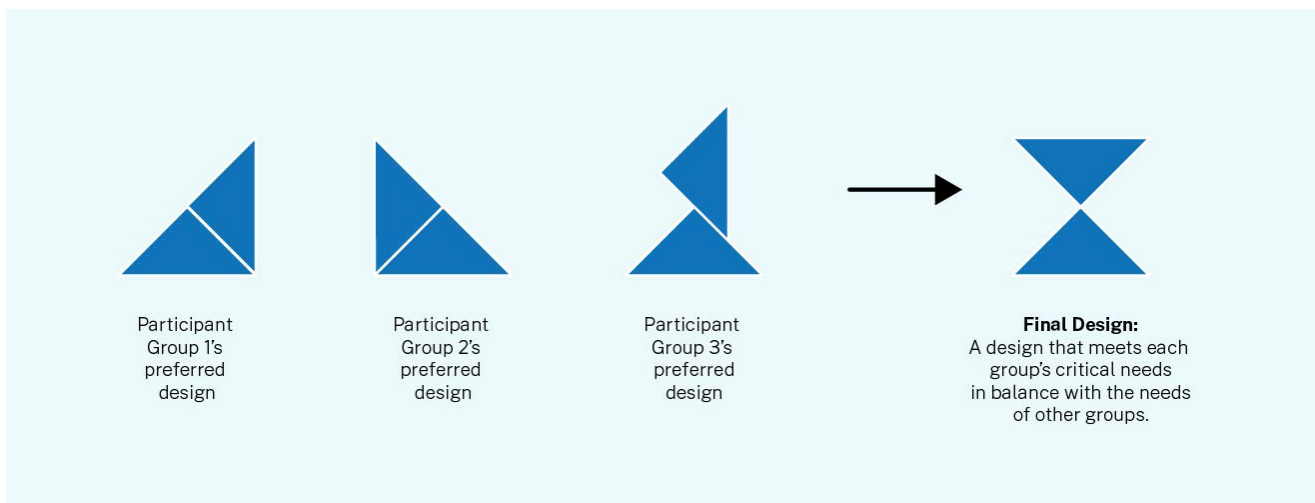 Participant
Group 1's
preferred
design
Participant
Group 2's
preferred
design
Participant
Group 3's
preferred
design
Final Design:
A design that meets each
group's critical needs
in balance with the needs
of other groups.